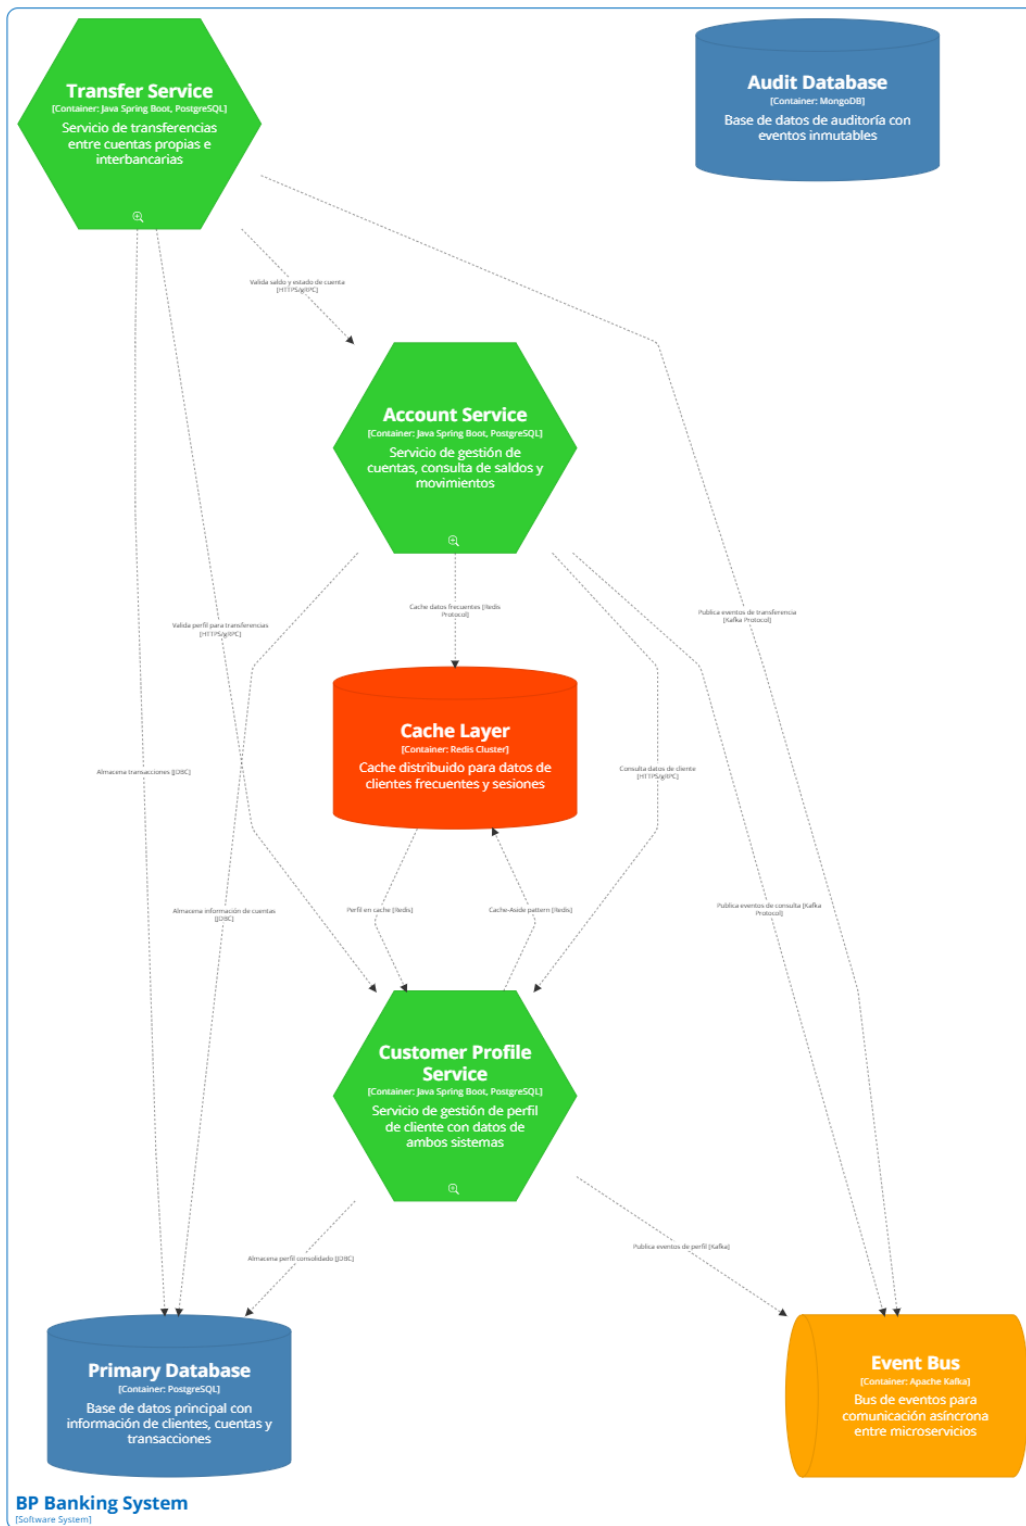 Transfer Service
[Container: Java Spring Boot, PostgreSQL]
Servicio de transferencias
entre cuentas propias e
interbancarias
Audit Database
[Container: MongoDB]
Base de datos de auditoría con
eventos inmutables
Valida saldo y estado de cuenta
[HTTPS/gRPC]
Account Service
[Container: Java Spring Boot, PostgreSQL]
Servicio de gestión de
cuentas, consulta de saldos y
movimientos
Cache datos frecuentes [Redis
Protocol]
Publica eventos de transferencia
[Kafka Protocol]
Valida perfil para transferencias
[HTTPS/gRPC]
Cache Layer
[Container: Redis Cluster]
Cache distribuido para datos de
clientes frecuentes y sesiones
Almacena transacciones [JDBC]
Consulta datos de cliente
[HTTPS/gRPC]
Almacena información de cuentas
[JDBC]
Perfil en cache [Redis]
Cache-Aside pattern [Redis]
Publica eventos de consulta [Kafka
Protocol]
Customer Profile
Service
[Container: Java Spring Boot, PostgreSQL]
Servicio de gestión de perfil
de cliente con datos de
ambos sistemas
Almacena perfil consolidado [JDBC]
Publica eventos de perfil [Kafka]
Primary Database
[Container: PostgreSQL]
Base de datos principal con
información de clientes, cuentas y
transacciones
Event Bus
[Container: Apache Kafka]
Bus de eventos para
comunicación asíncrona
entre microservicios
BP Banking System
[Software System]